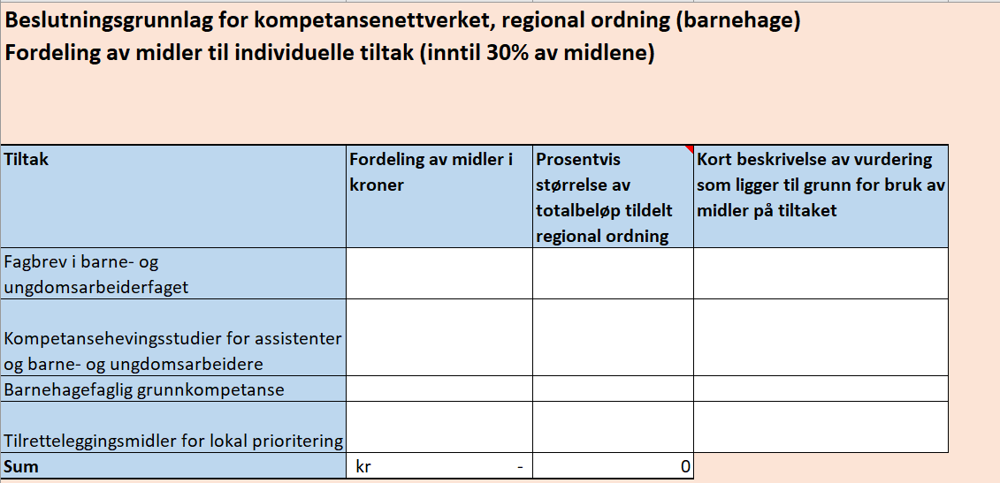 Beslutningsgrunnlag for kompetansenettverket, regional ordning (barnehage)
Fordeling av midler til individuelle tiltak (inntil 30% av midlene)
Tiltak
Fordeling av midler i
kroner
Prosentvis
størrelse av
totalbeløp tildelt
regional ordning
Kort beskrivelse av vurdering
som ligger til grunn for bruk av
midler på tiltaket
Fagbrev i barne- og
ungdomsarbeiderfaget
Kompetansehevingsstudier for assistenter
og barne- og ungdomsarbeidere
Barnehagefaglig grunnkompetanse
Tilretteleggingsmidler for lokal prioritering
Sum kr - 0